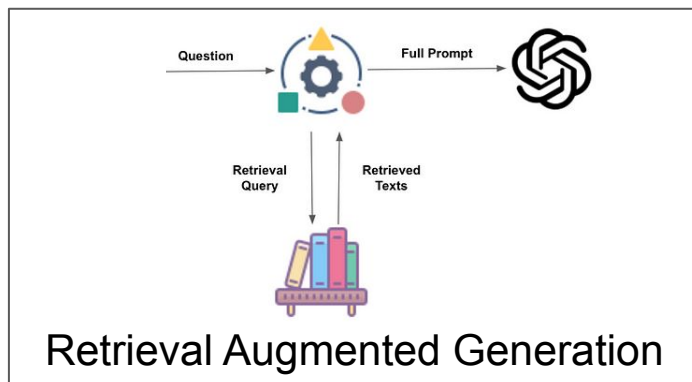 Question
Full Prompt
Retrieval
Query
Retrieved
Texts
Retrieval Augmented Generation